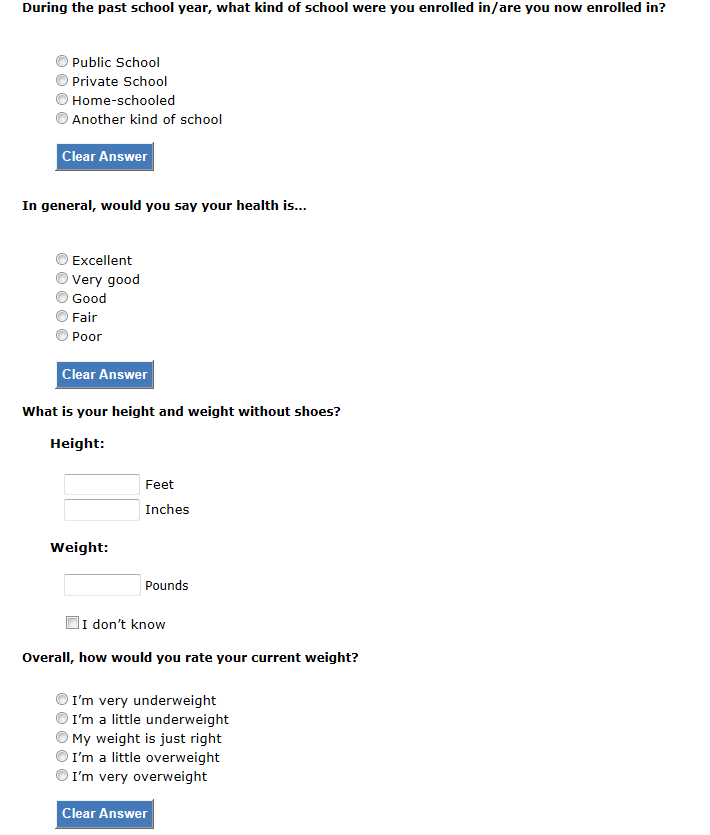 During the past school year, what kind of school were you enrolled in/are you now enrolled in?
Public School
Private School
Home-schooled
Another kind of school
Clear Answer
In general, would you say your health is...
Excellent
Very good
Good
Fair
Poor
Clear Answer
What is your height and weight without shoes?
Height:
Feet
Inches
Weight:
Pounds
I don’t know
Overall, how would you rate your current weight?
I’m very underweight
I’m a little underweight
My weight is just right
I’m a little overweight
I’m very overweight
Clear Answer